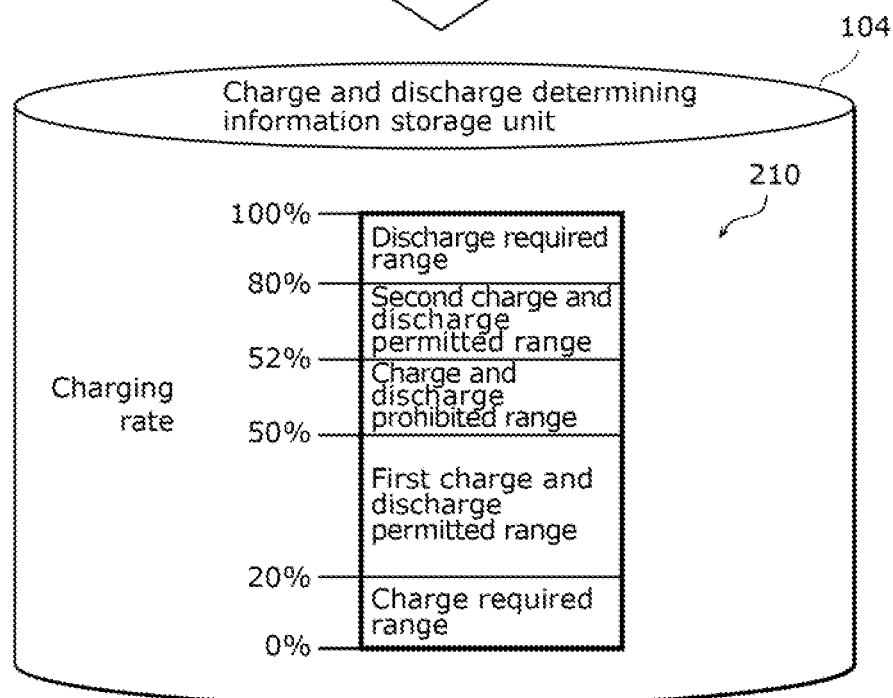 104
Charge and discharge determining
information storage unit
210
100%
Discharge required
range
80%
Second charge and
discharge
permitted range
52%
Charge and
discharge
prohibited range
Charging
rate
50%
First charge and
discharge
permitted range
20%
Charge required
range
0%